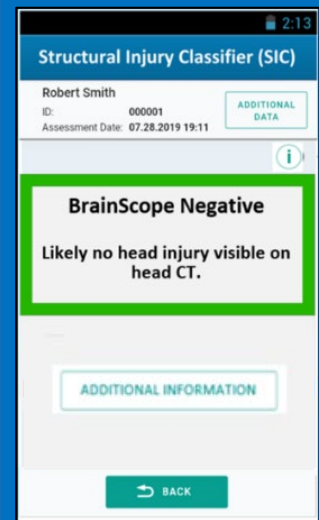 2:13
Structural Injury Classifier (SIC)
Robert Smith
ID: 000001
Assessment Date: 07.28.2019 19:11
ADDITIONAL
DATA
i
BrainScope Negative
Likely no head injury visible on
head CT.
ADDITIONAL INFORMATION
BACK